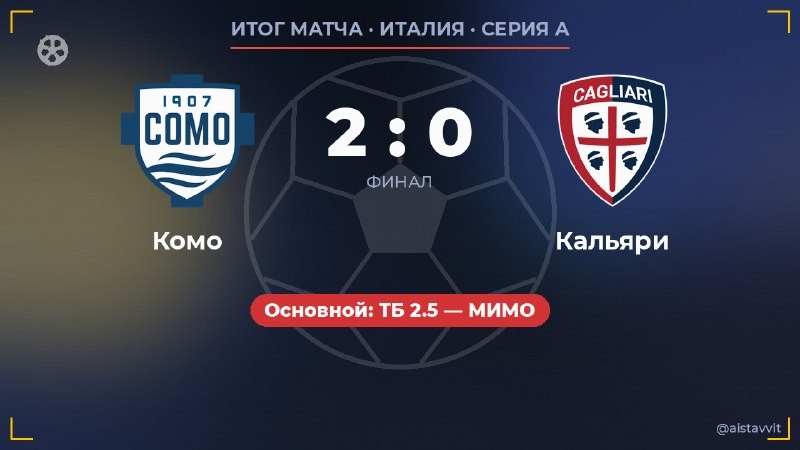 ИТОГ МАТЧА · ИТАЛИЯ · СЕРИЯ А
1907
COMO
CAGLIARI
2 : 0
ФИНАЛ
Комо
Кальяри
Основной: ТБ 2.5 — МИМО
@aistavvit